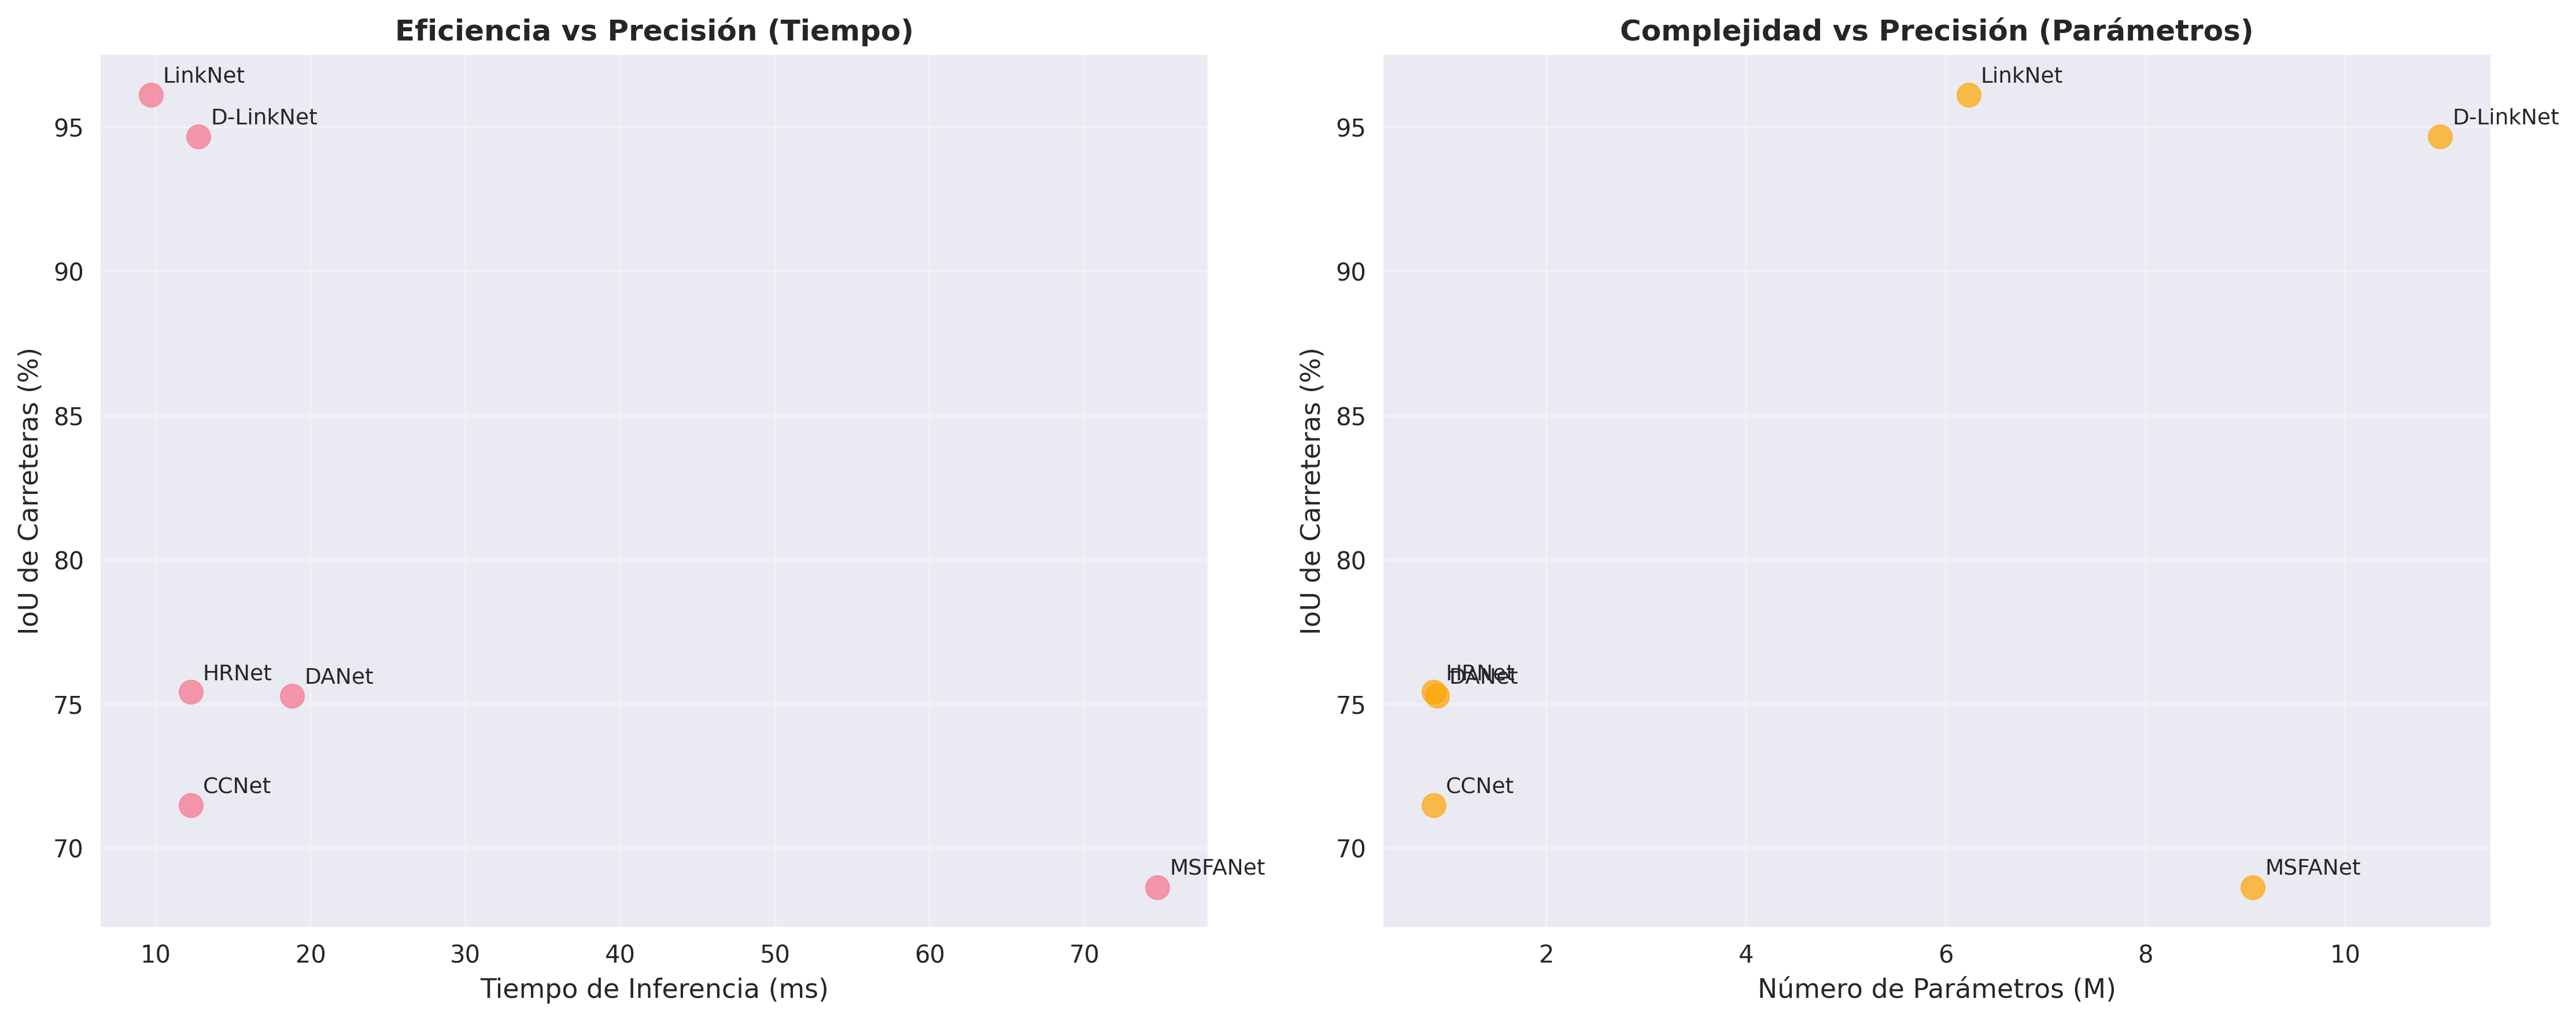 Eficiencia vs Precisión (Tiempo)
IoU de Carreteras (%)
95
90
85
80
75
70
LinkNet
D-LinkNet
HRNet
DANet
CCNet
MSFANet
10 20 30 40 50 60 70
Tiempo de Inferencia (ms)
Complejidad vs Precisión (Parámetros)
IoU de Carreteras (%)
95
90
85
80
75
70
LinkNet
D-LinkNet
HRNet
DANet
CCNet
MSFANet
2 4 6 8 10
Número de Parámetros (M)